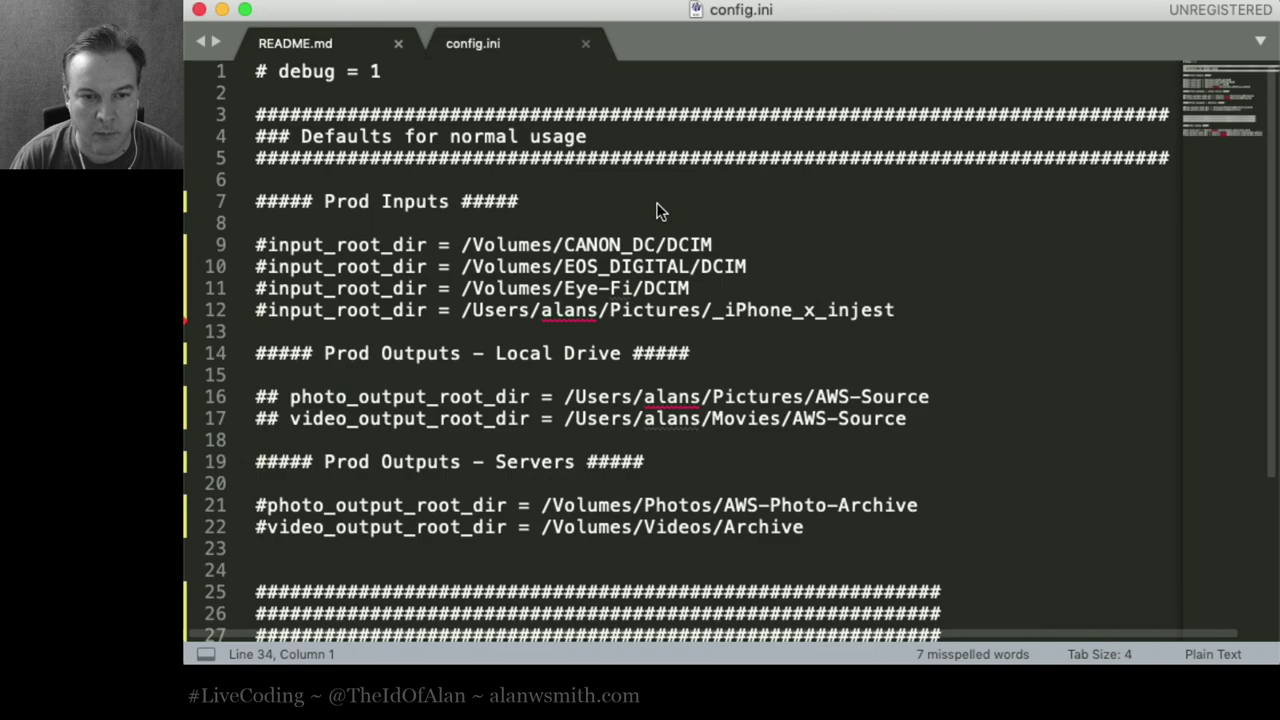 config.ini
UNREGISTERED
README.md
config.ini
1 # debug = 1
2
3 ################################################################################
4 ### Defaults for normal usage
5 ################################################################################
6
7 ##### Prod Inputs #####
8
9 #input_root_dir = /Volumes/CANON_DC/DCIM
10 #input_root_dir = /Volumes/EOS_DIGITAL/DCIM
11 #input_root_dir = /Volumes/Eye-Fi/DCIM
12 #input_root_dir = /Users/alans/Pictures/_iPhone_x_injest
13
14 ##### Prod Outputs - Local Drive #####
15
16 ## photo_output_root_dir = /Users/alans/Pictures/AWS-Source
17 ## video_output_root_dir = /Users/alans/Movies/AWS-Source
18
19 ##### Prod Outputs - Servers #####
20
21 #photo_output_root_dir = /Volumes/Photos/AWS-Photo-Archive
22 #video_output_root_dir = /Volumes/Videos/Archive
23
24
25 ############################################################
26 ############################################################
27 ############################################################
Line 34, Column 1
7 misspelled words
Tab Size: 4
Plain Text
#LiveCoding ~ @TheIdOfAlan ~ alanwsmith.com